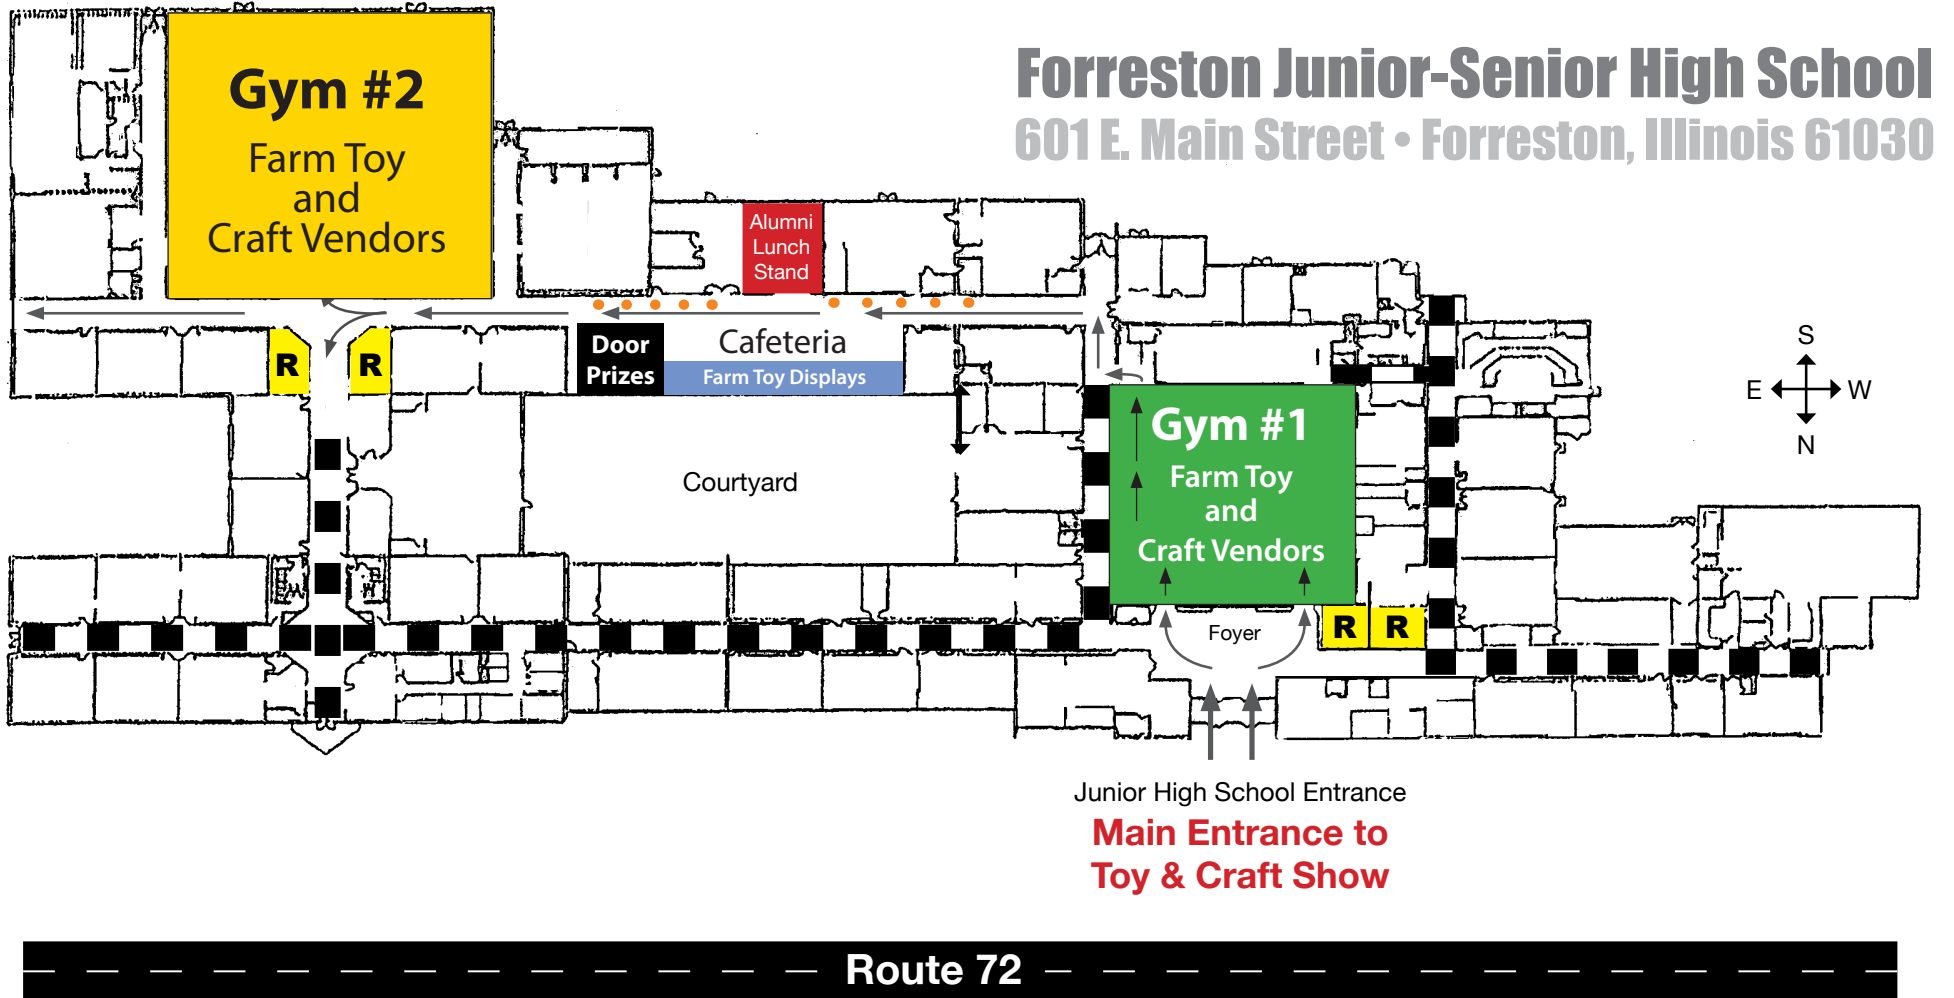 Forreston Junior-Senior High School
601 E. Main Street • Forreston, Illinois 61030
Gym #2
Farm Toy
and
Craft Vendors
Alumni
Lunch
Stand
R
R
Door
Prizes
Cafeteria
Farm Toy Displays
S
E
W
N
Gym #1
Farm Toy
and
Craft Vendors
Courtyard
Foyer
R
R
Junior High School Entrance
Main Entrance to
Toy & Craft Show
Route 72